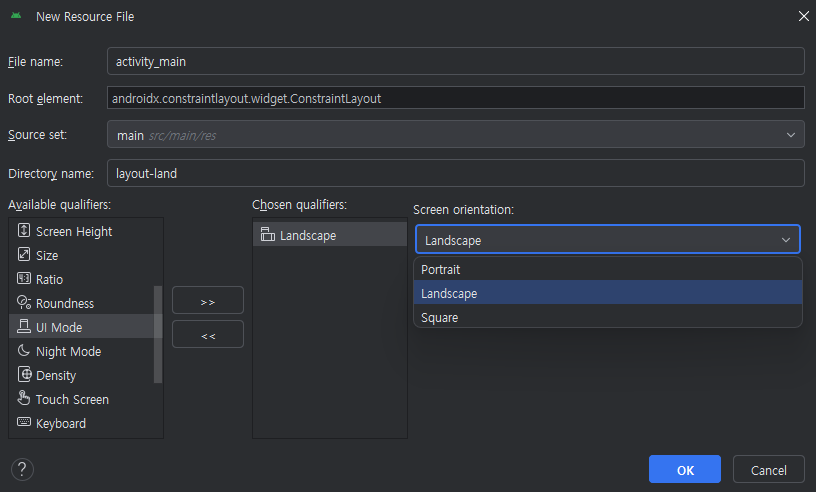 New Resource File
File name:
activity_main
Root element:
androidx.constraintlayout.widget.ConstraintLayout
Source set:
main src/main/res
Directory name:
layout-land
Available qualifiers:
Screen Height
Size
Ratio
Roundness
UI Mode
Night Mode
Density
Touch Screen
Keyboard
>>
<<
Chosen qualifiers:
Landscape
Screen orientation:
Landscape
Portrait
Landscape
Square
?
OK
Cancel